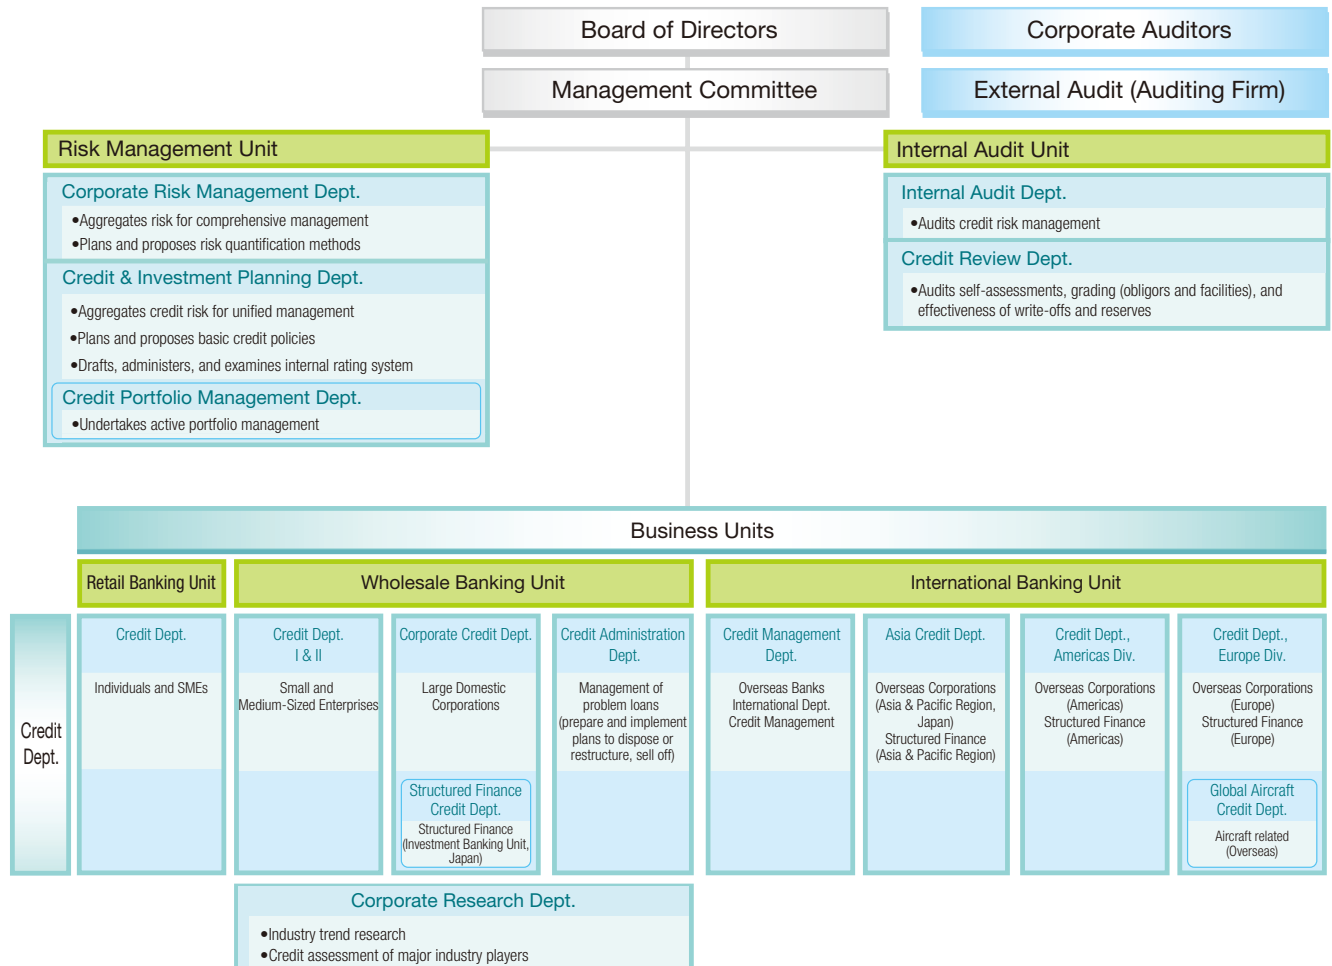 Board of Directors
Corporate Auditors
Management Committee
External Audit (Auditing Firm)
Risk Management Unit
Corporate Risk Management Dept.
•Aggregates risk for comprehensive management
•Plans and proposes risk quantification methods
Credit & Investment Planning Dept.
•Aggregates credit risk for unified management
•Plans and proposes basic credit policies
•Drafts, administers, and examines internal rating system
Credit Portfolio Management Dept.
•Undertakes active portfolio management
Internal Audit Unit
Internal Audit Dept.
•Audits credit risk management
Credit Review Dept.
•Audits self-assessments, grading (obligors and facilities), and
effectiveness of write-offs and reserves
Business Units
Retail Banking Unit
Wholesale Banking Unit
International Banking Unit
Credit
Dept.
Credit Dept.
Individuals and SMEs
Credit Dept.
I & II
Small and
Medium-Sized Enterprises
Corporate Credit Dept.
Large Domestic
Corporations
Structured Finance
Credit Dept.
Structured Finance
(Investment Banking Unit,
Japan)
Credit Administration
Dept.
Management of
problem loans
(prepare and implement
plans to dispose or
restructure, sell off)
Credit Management
Dept.
Overseas Banks
International Dept.
Credit Management
Asia Credit Dept.
Overseas Corporations
(Asia & Pacific Region,
Japan)
Structured Finance
(Asia & Pacific Region)
Credit Dept.,
Americas Div.
Overseas Corporations
(Americas)
Structured Finance
(Americas)
Credit Dept.,
Europe Div.
Overseas Corporations
(Europe)
Structured Finance
(Europe)
Global Aircraft
Credit Dept.
Aircraft related
(Overseas)
Corporate Research Dept.
•Industry trend research
•Credit assessment of major industry players